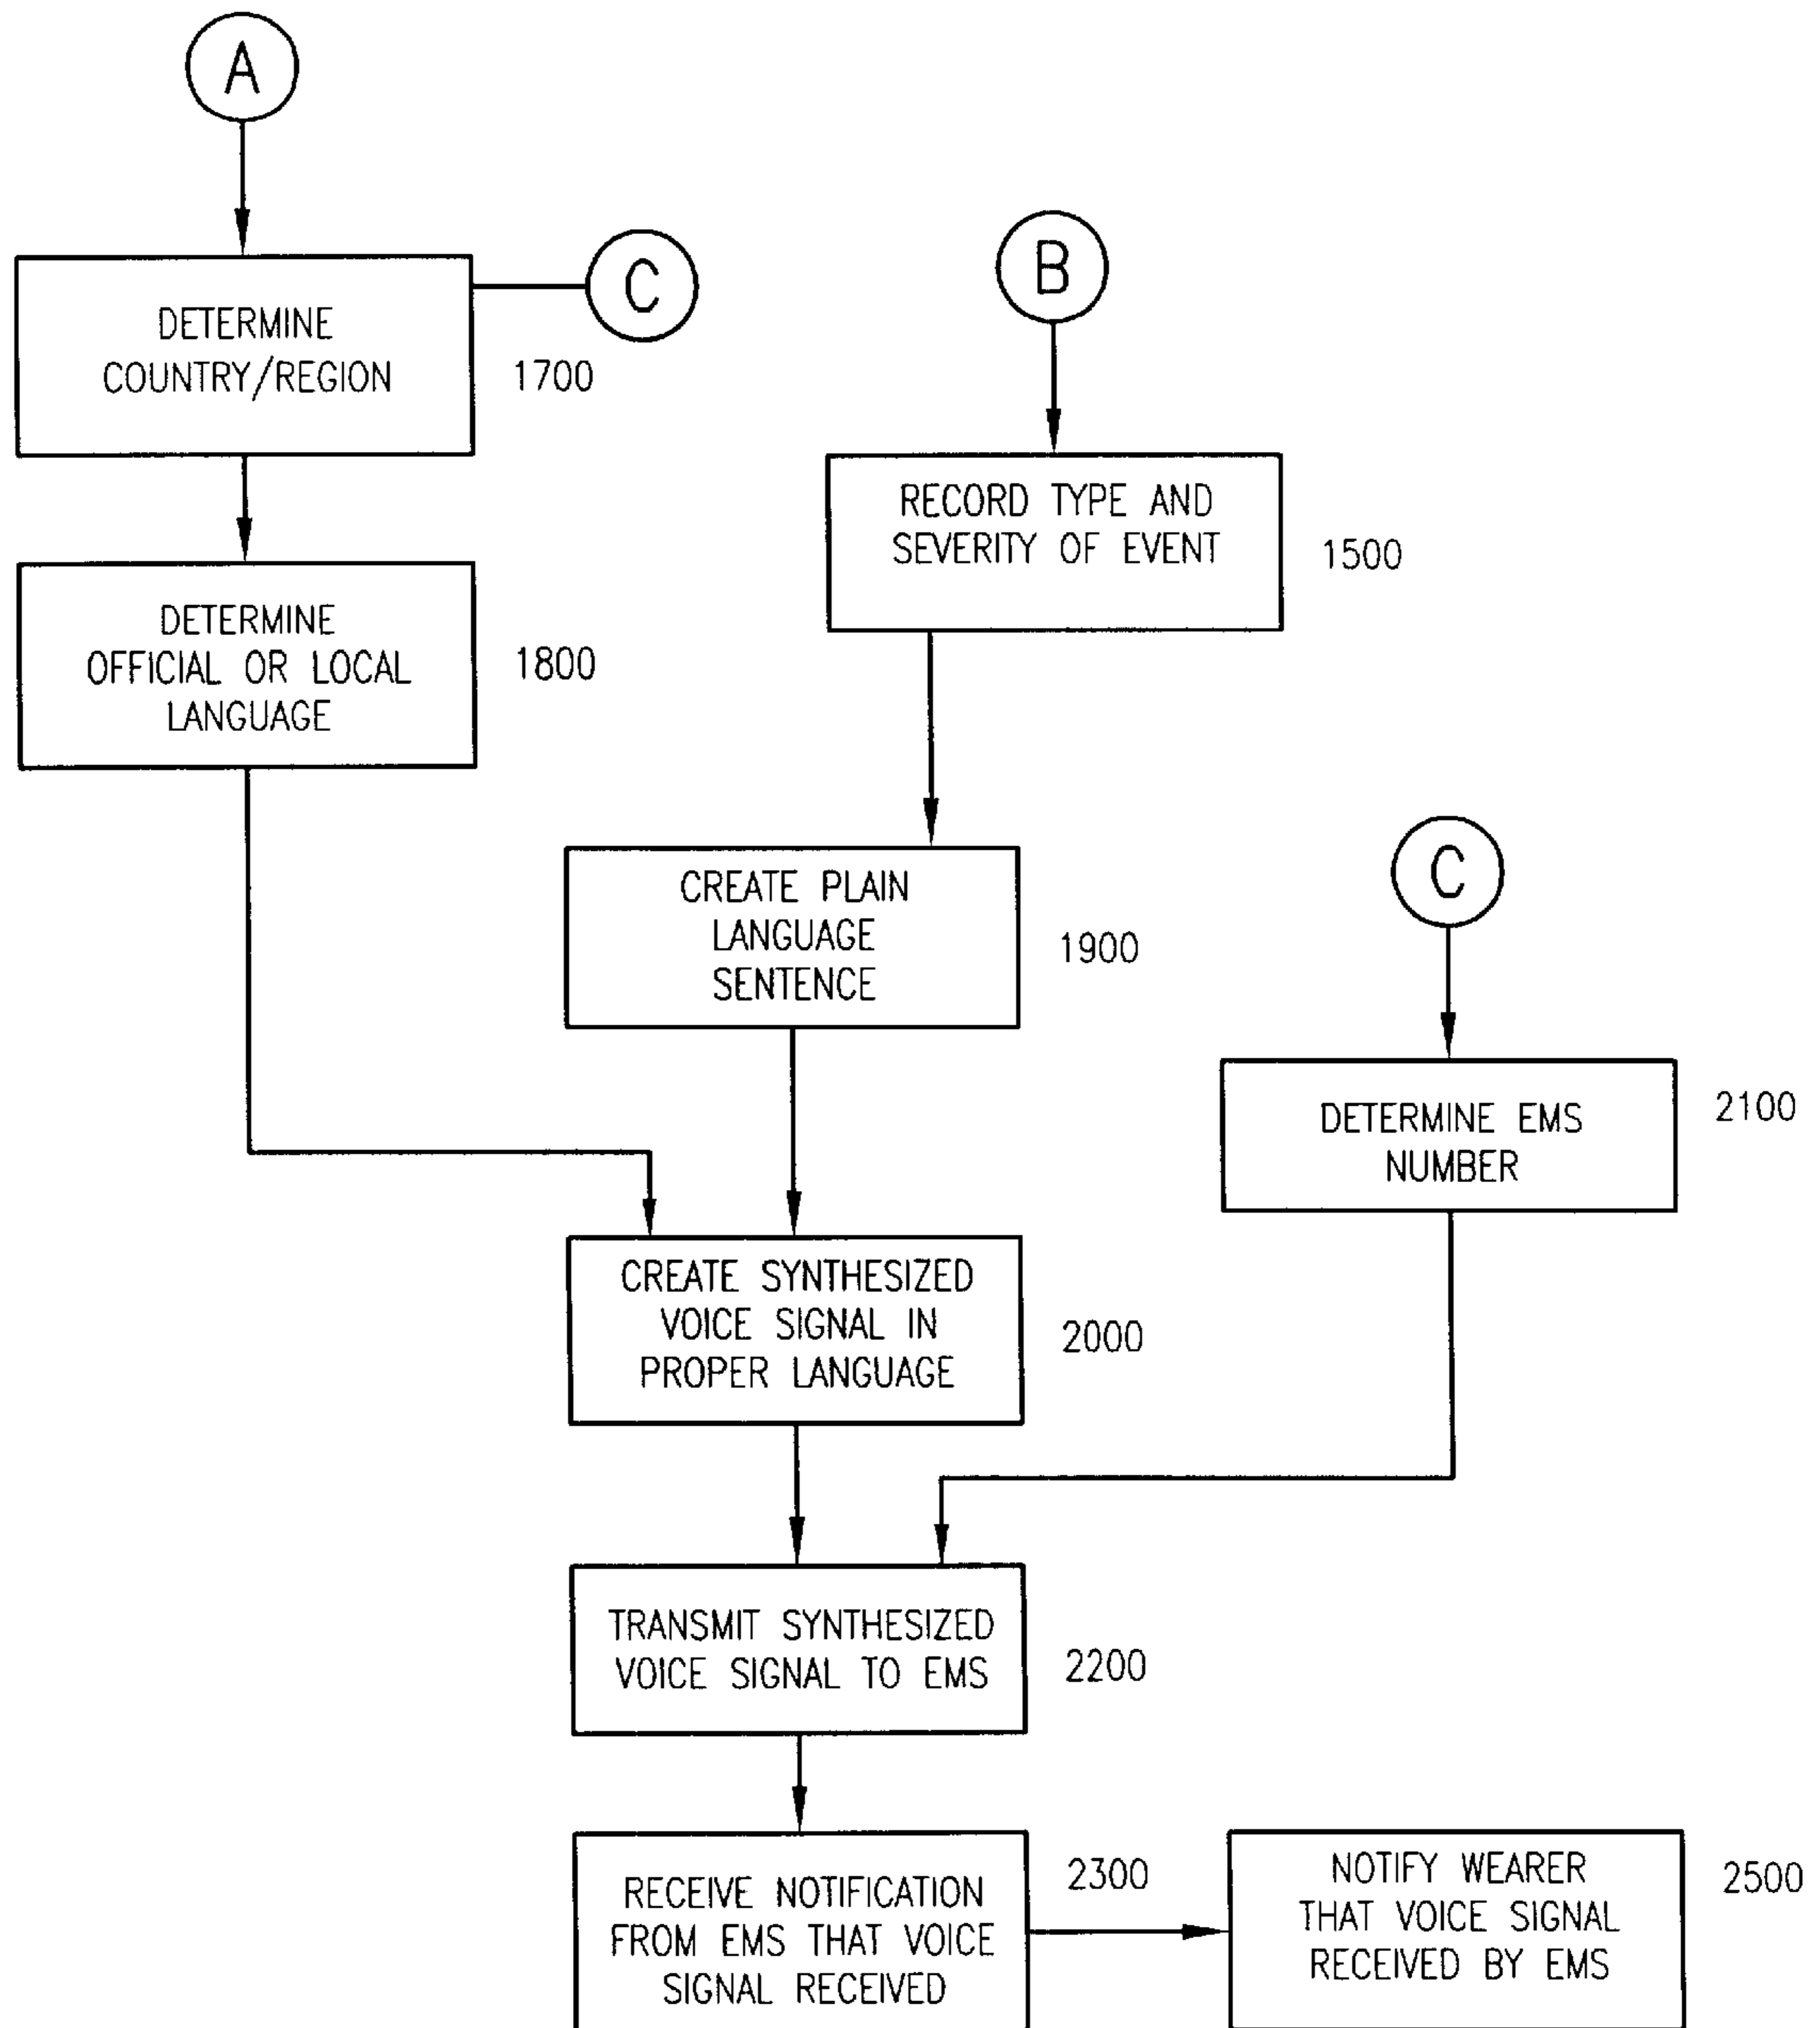 A
DETERMINE
COUNTRY/REGION
1700
C
B
RECORD TYPE AND
SEVERITY OF EVENT
1500
DETERMINE
OFFICIAL OR LOCAL
LANGUAGE
1800
CREATE PLAIN
LANGUAGE
SENTENCE
1900
C
DETERMINE EMS
NUMBER
2100
CREATE SYNTHESIZED
VOICE SIGNAL IN
PROPER LANGUAGE
2000
TRANSMIT SYNTHESIZED
VOICE SIGNAL TO EMS
2200
RECEIVE NOTIFICATION
FROM EMS THAT VOICE
SIGNAL RECEIVED
2300
NOTIFY WEARER
THAT VOICE SIGNAL
RECEIVED BY EMS
2500